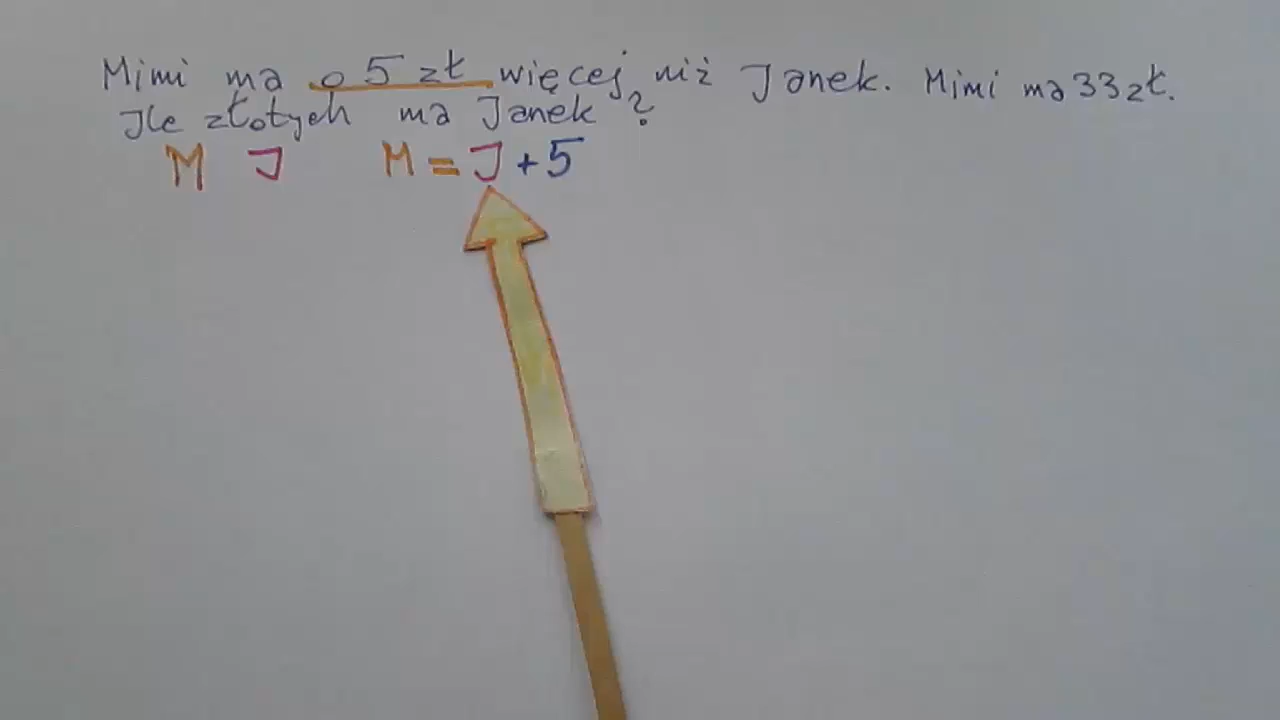 Mimi ma o 5 zł więcej niż Janek. Mimi ma 33 zł.
Ile złotych ma Janek?
M J M = J + 5